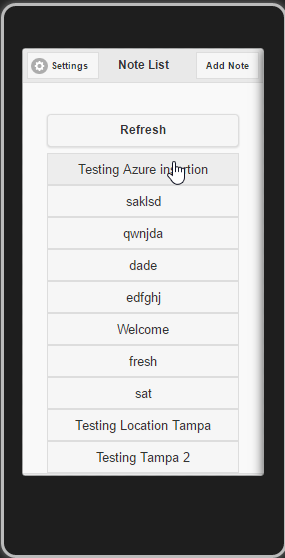 Settings
Note List
Add Note
Refresh
Testing Azure insertion
saklsd
qwnjda
dade
edfghj
Welcome
fresh
sat
Testing Location Tampa
Testing Tampa 2